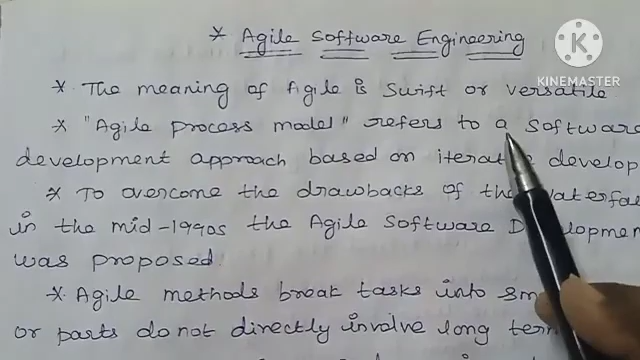 * Agile Software Engineering
KINEMASTER
* The meaning of Agile is Swift or versatile
* "Agile process model" refers to a Software
development approach based on develop
* To overcome the drawbacks of the
in the mid-1990s the Agile Software
was proposed.
* Agile methods break tasks into
or parts do not directly involve long